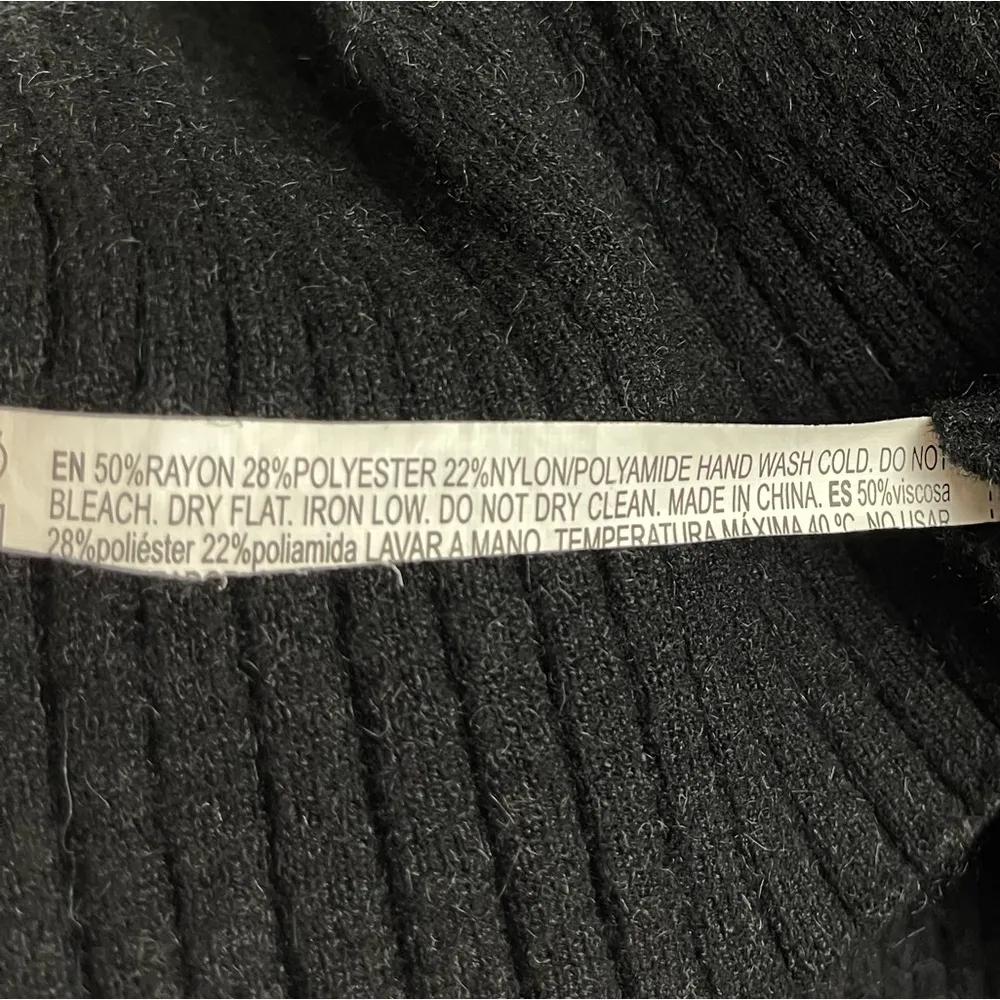 EN 50%RAYON 28%POLYESTER 22%NYLON/POLYAMIDE HAND WASH COLD. DO NOT
BLEACH. DRY FLAT. IRON LOW. DO NOT DRY CLEAN. MADE IN CHINA. ES 50%viscosa
28%poliéster 22%poliamida LAVAR A MANO. TEMPERATURA MÁXIMA 40 ºC. NO USAR